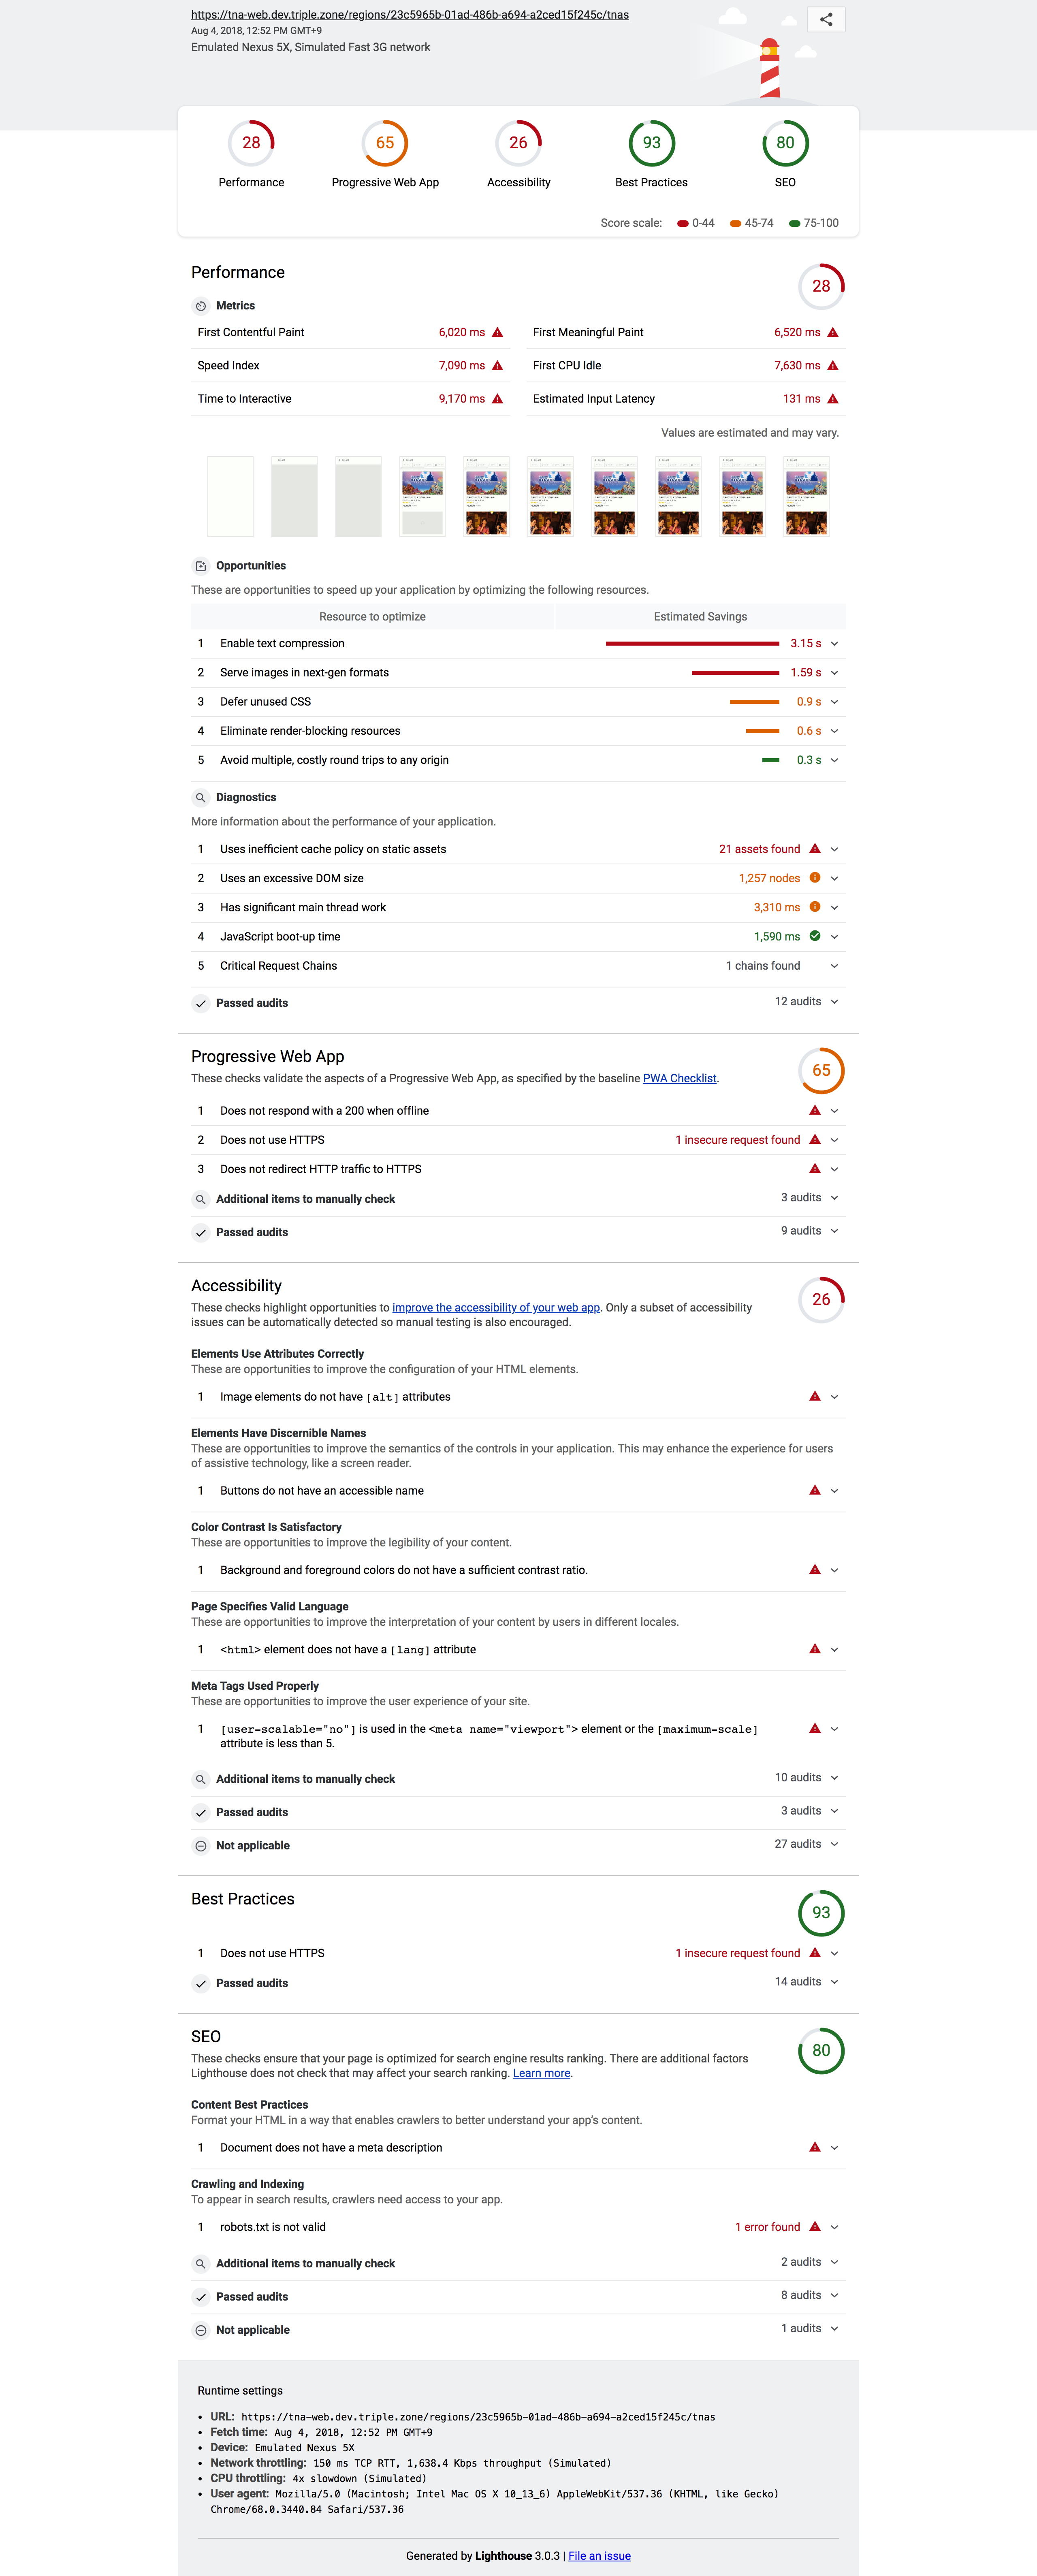 https://tna-web.dev.triple.zone/regions/23c5965b-01ad-486b-a694-a2ced15f245c/tnas
Aug 4, 2018, 12:52 PM GMT+9
Emulated Nexus 5X, Simulated Fast 3G network
28 65 26 93 80
Performance Progressive Web App Accessibility Best Practices SEO
Score scale: 0-44 45-74 75-100
Performance 28
Metrics
First Contentful Paint 6,020 ms First Meaningful Paint 6,520 ms
Speed Index 7,090 ms First CPU Idle 7,630 ms
Time to Interactive 9,170 ms Estimated Input Latency 131 ms
Values are estimated and may vary.
Opportunities
These are opportunities to speed up your application by optimizing the following resources.
Resource to optimize Estimated Savings
1 Enable text compression 3.15 s
2 Serve images in next-gen formats 1.59 s
3 Defer unused CSS 0.9 s
4 Eliminate render-blocking resources 0.6 s
5 Avoid multiple, costly round trips to any origin 0.3 s
Diagnostics
More information about the performance of your application.
1 Uses inefficient cache policy on static assets 21 assets found
2 Uses an excessive DOM size 1,257 nodes
3 Has significant main thread work 3,310 ms
4 JavaScript boot-up time 1,590 ms
5 Critical Request Chains 1 chains found
Passed audits 12 audits
Progressive Web App 65
These checks validate the aspects of a Progressive Web App, as specified by the baseline PWA Checklist.
1 Does not respond with a 200 when offline
2 Does not use HTTPS 1 insecure request found
3 Does not redirect HTTP traffic to HTTPS
Additional items to manually check 3 audits
Passed audits 9 audits
Accessibility 26
These checks highlight opportunities to improve the accessibility of your web app. Only a subset of accessibility
issues can be automatically detected so manual testing is also encouraged.
Elements Use Attributes Correctly
These are opportunities to improve the configuration of your HTML elements.
1 Image elements do not have [alt] attributes
Elements Have Discernible Names
These are opportunities to improve the semantics of the controls in your application. This may enhance the experience for users
of assistive technology, like a screen reader.
1 Buttons do not have an accessible name
Color Contrast Is Satisfactory
These are opportunities to improve the legibility of your content.
1 Background and foreground colors do not have a sufficient contrast ratio.
Page Specifies Valid Language
These are opportunities to improve the interpretation of your content by users in different locales.
1 <html> element does not have a [lang] attribute
Meta Tags Used Properly
These are opportunities to improve the user experience of your site.
1 [user-scalable="no"] is used in the <meta name="viewport"> element or the [maximum-scale]
attribute is less than 5.
Additional items to manually check 10 audits
Passed audits 3 audits
Not applicable 27 audits
Best Practices 93
1 Does not use HTTPS 1 insecure request found
Passed audits 14 audits
SEO 80
These checks ensure that your page is optimized for search engine results ranking. There are additional factors
Lighthouse does not check that may affect your search ranking. Learn more.
Content Best Practices
Format your HTML in a way that enables crawlers to better understand your app's content.
1 Document does not have a meta description
Crawling and Indexing
To appear in search results, crawlers need access to your app.
1 robots.txt is not valid 1 error found
Additional items to manually check 2 audits
Passed audits 8 audits
Not applicable 1 audits
Runtime settings
• URL: https://tna-web.dev.triple.zone/regions/23c5965b-01ad-486b-a694-a2ced15f245c/tnas
• Fetch time: Aug 4, 2018, 12:52 PM GMT+9
• Device: Emulated Nexus 5X
• Network throttling: 150 ms TCP RTT, 1,638.4 Kbps throughput (Simulated)
• CPU throttling: 4x slowdown (Simulated)
• User agent: Mozilla/5.0 (Macintosh; Intel Mac OS X 10_13_6) AppleWebKit/537.36 (KHTML, like Gecko)
Chrome/68.0.3440.84 Safari/537.36
Generated by Lighthouse 3.0.3 | File an issue